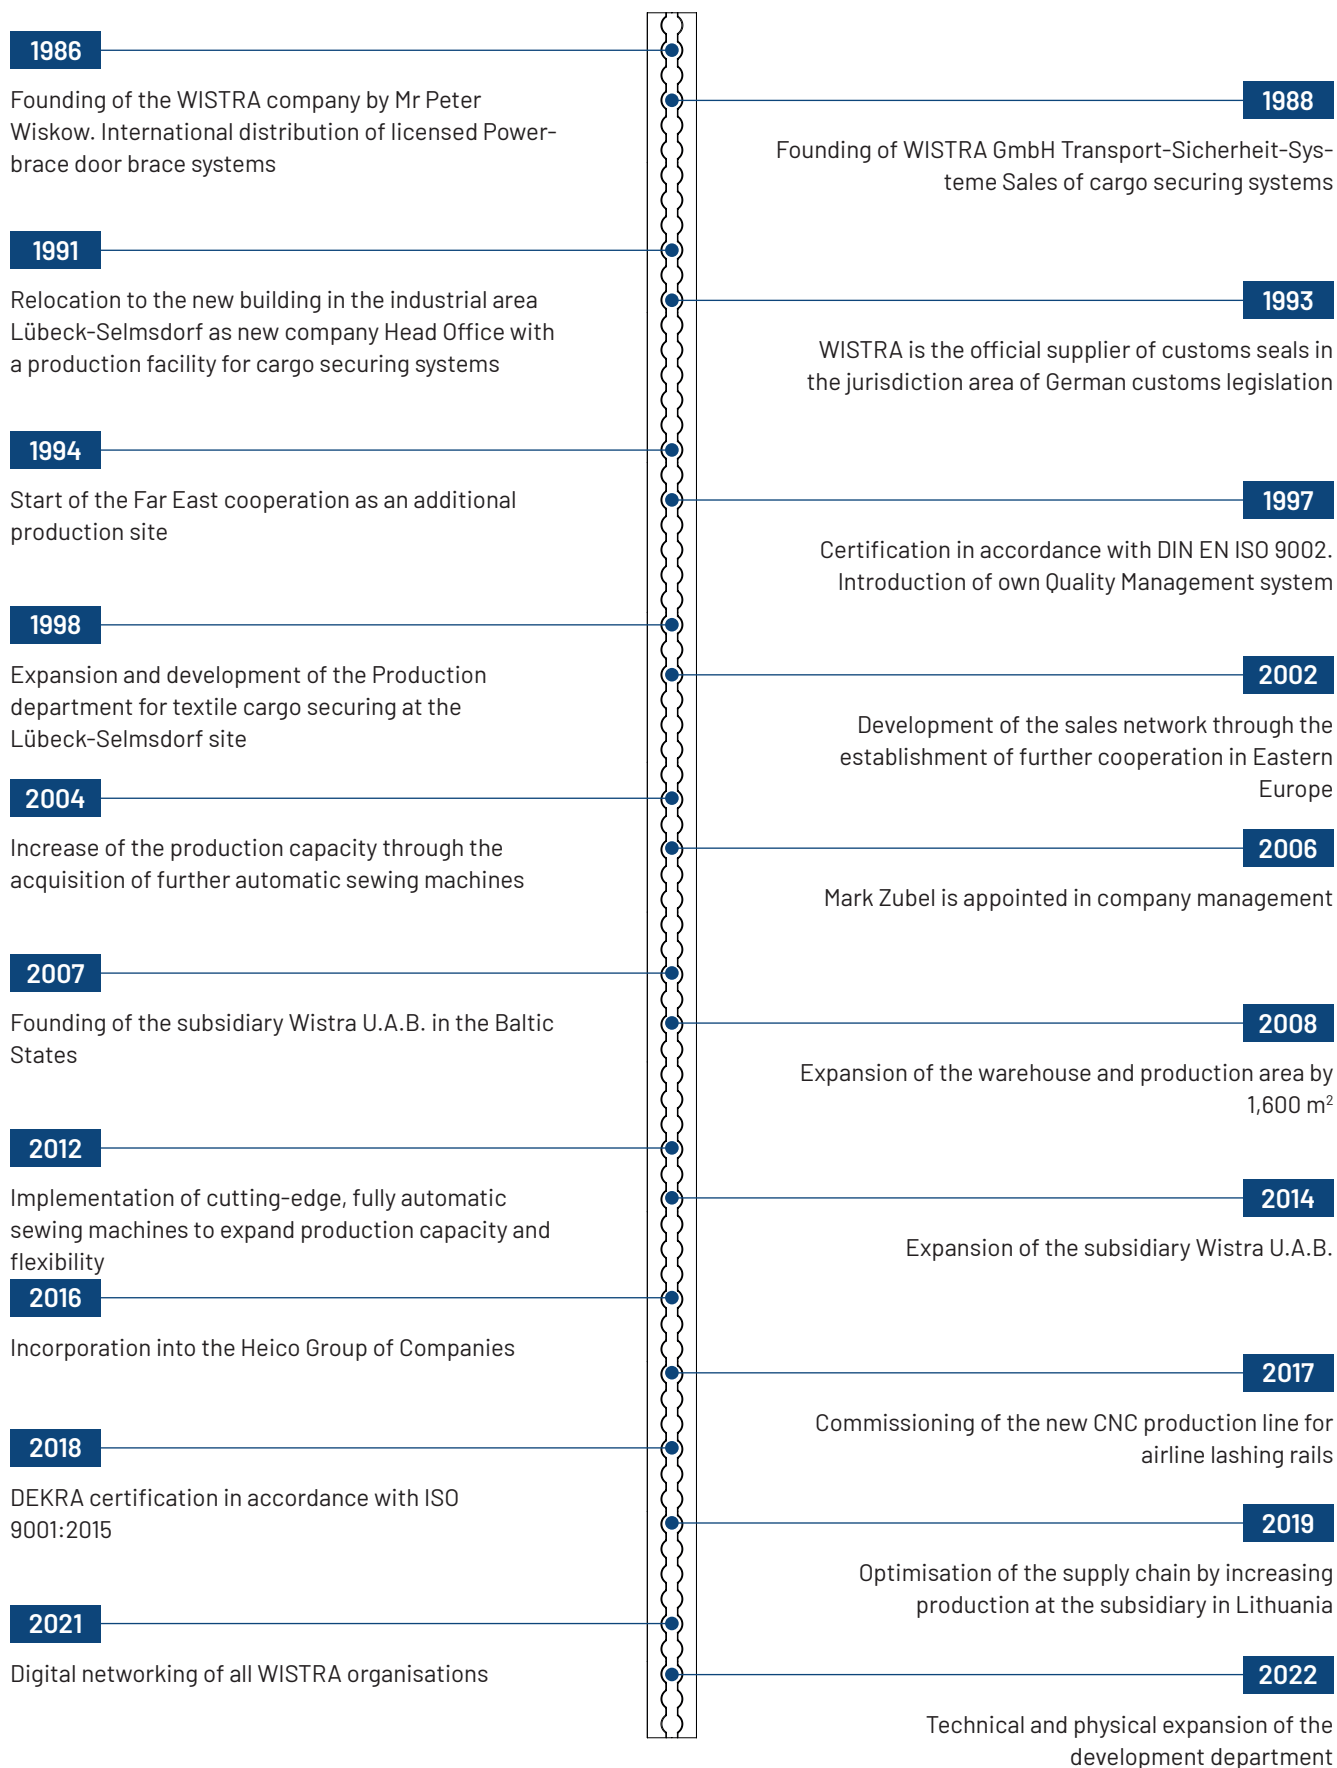 1986
Founding of the WISTRA company by Mr Peter
Wiskow. International distribution of licensed Power-
brace door brace systems
1988
Founding of WISTRA GmbH Transport-Sicherheit-Sys-
teme Sales of cargo securing systems
1991
Relocation to the new building in the industrial area
Lübeck-Selmsdorf as new company Head Office with
a production facility for cargo securing systems
1993
WISTRA is the official supplier of customs seals in
the jurisdiction area of German customs legislation
1994
Start of the Far East cooperation as an additional
production site
1997
Certification in accordance with DIN EN ISO 9002.
Introduction of own Quality Management system
1998
Expansion and development of the Production
department for textile cargo securing at the
Lübeck-Selmsdorf site
2002
Development of the sales network through the
establishment of further cooperation in Eastern
Europe
2004
Increase of the production capacity through the
acquisition of further automatic sewing machines
2006
Mark Zubel is appointed in company management
2007
Founding of the subsidiary Wistra U.A.B. in the Baltic
States
2008
Expansion of the warehouse and production area by
1,600 m²
2012
Implementation of cutting-edge, fully automatic
sewing machines to expand production capacity and
flexibility
2014
Expansion of the subsidiary Wistra U.A.B.
2016
Incorporation into the Heico Group of Companies
2017
Commissioning of the new CNC production line for
airline lashing rails
2018
DEKRA certification in accordance with ISO
9001:2015
2019
Optimisation of the supply chain by increasing
production at the subsidiary in Lithuania
2021
Digital networking of all WISTRA organisations
2022
Technical and physical expansion of the
development department